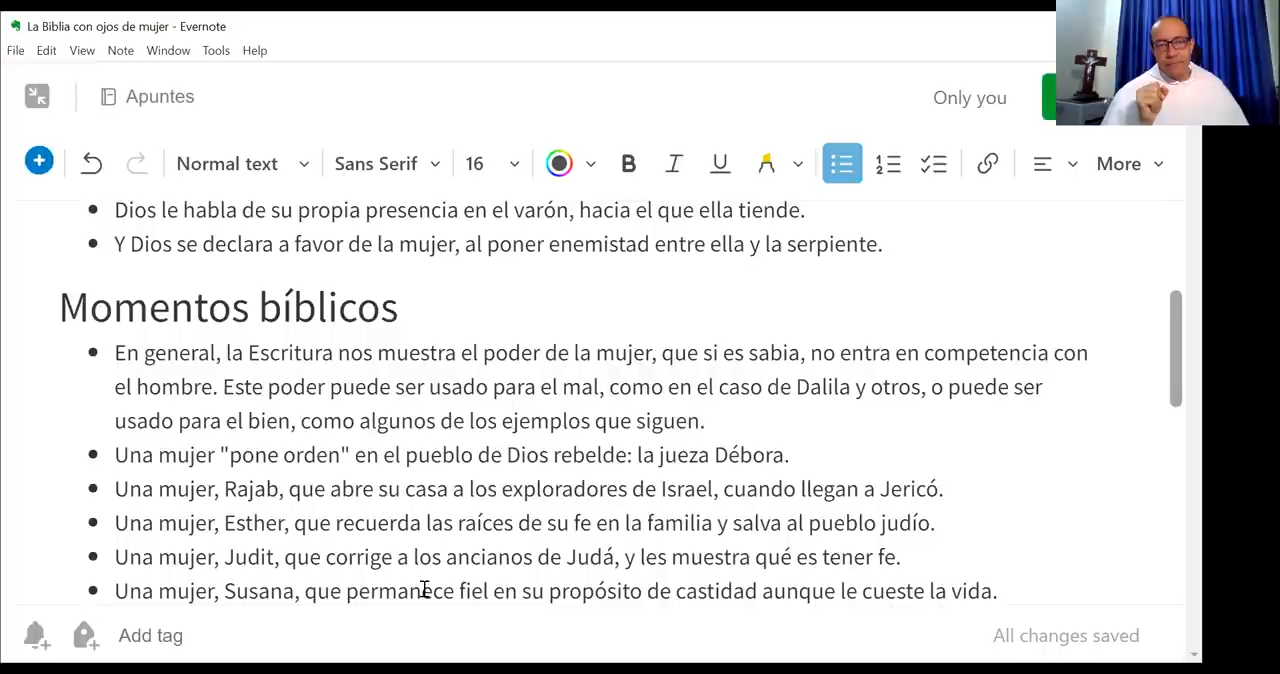 La Biblia con ojos de mujer - Evernote
File Edit View Note Window Tools Help
Apuntes
Only you
Normal text
Sans Serif
16
B I U
More
Dios le habla de su propia presencia en el varón, hacia el que ella tiende.
Y Dios se declara a favor de la mujer, al poner enemistad entre ella y la serpiente.
Momentos bíblicos
En general, la Escritura nos muestra el poder de la mujer, que si es sabia, no entra en competencia con
el hombre. Este poder puede ser usado para el mal, como en el caso de Dalila y otros, o puede ser
usado para el bien, como algunos de los ejemplos que siguen.
Una mujer "pone orden" en el pueblo de Dios rebelde: la jueza Débora.
Una mujer, Rajab, que abre su casa a los exploradores de Israel, cuando llegan a Jericó.
Una mujer, Esther, que recuerda las raíces de su fe en la familia y salva al pueblo judío.
Una mujer, Judit, que corrige a los ancianos de Judá, y les muestra qué es tener fe.
Una mujer, Susana, que permanece fiel en su propósito de castidad aunque le cueste la vida.
Add tag
All changes saved